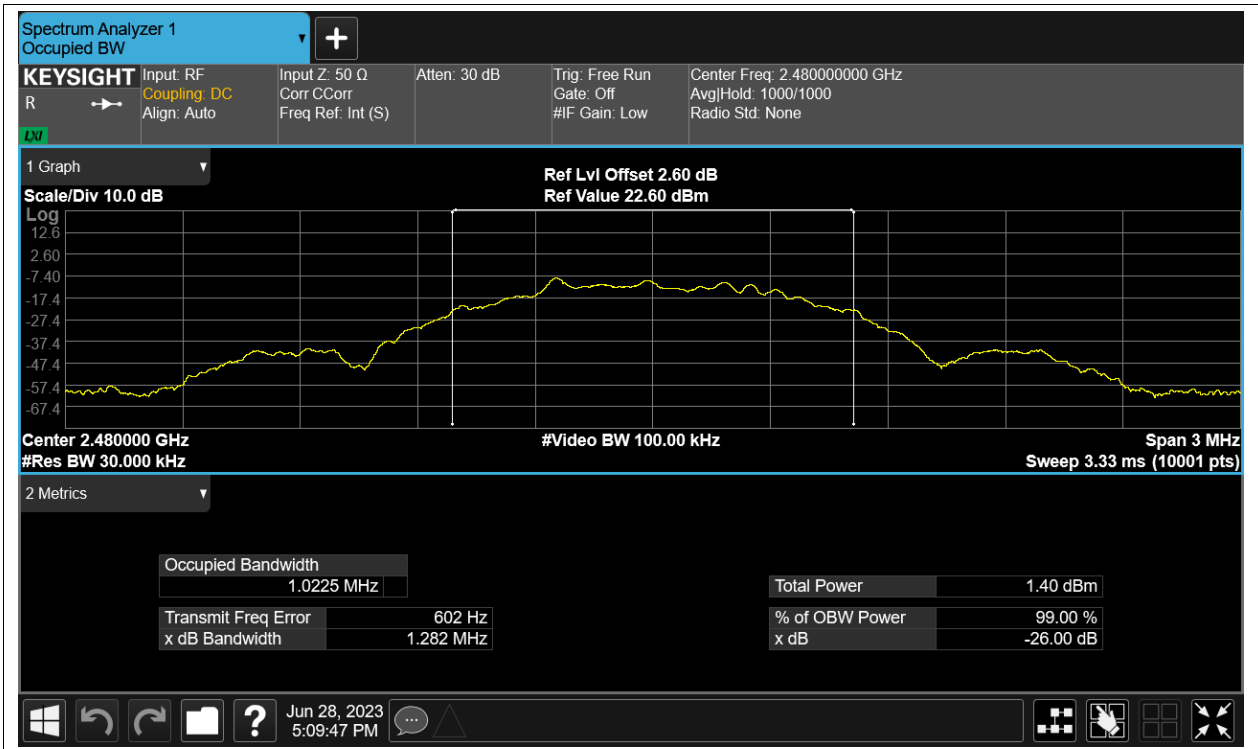 Spectrum Analyzer 1
Occupied BW
KEYSIGHT
R
LXI
Input: RF
Coupling: DC
Align: Auto
Input Z: 50 Ω
Corr CCorr
Freq Ref: Int (S)
Atten: 30 dB
Trig: Free Run
Gate: Off
#IF Gain: Low
Center Freq: 2.480000000 GHz
Avg|Hold: 1000/1000
Radio Std: None
1 Graph
Scale/Div 10.0 dB
Ref Lvl Offset 2.60 dB
Ref Value 22.60 dBm
Log
12.6
2.60
-7.40
-17.4
-27.4
-37.4
-47.4
-57.4
-67.4
Center 2.480000 GHz
#Res BW 30.000 kHz
#Video BW 100.00 kHz
Span 3 MHz
Sweep 3.33 ms (10001 pts)
2 Metrics
Occupied Bandwidth
1.0225 MHz
Transmit Freq Error 602 Hz
x dB Bandwidth 1.282 MHz
Total Power 1.40 dBm
% of OBW Power 99.00 %
x dB -26.00 dB
Jun 28, 2023
5:09:47 PM